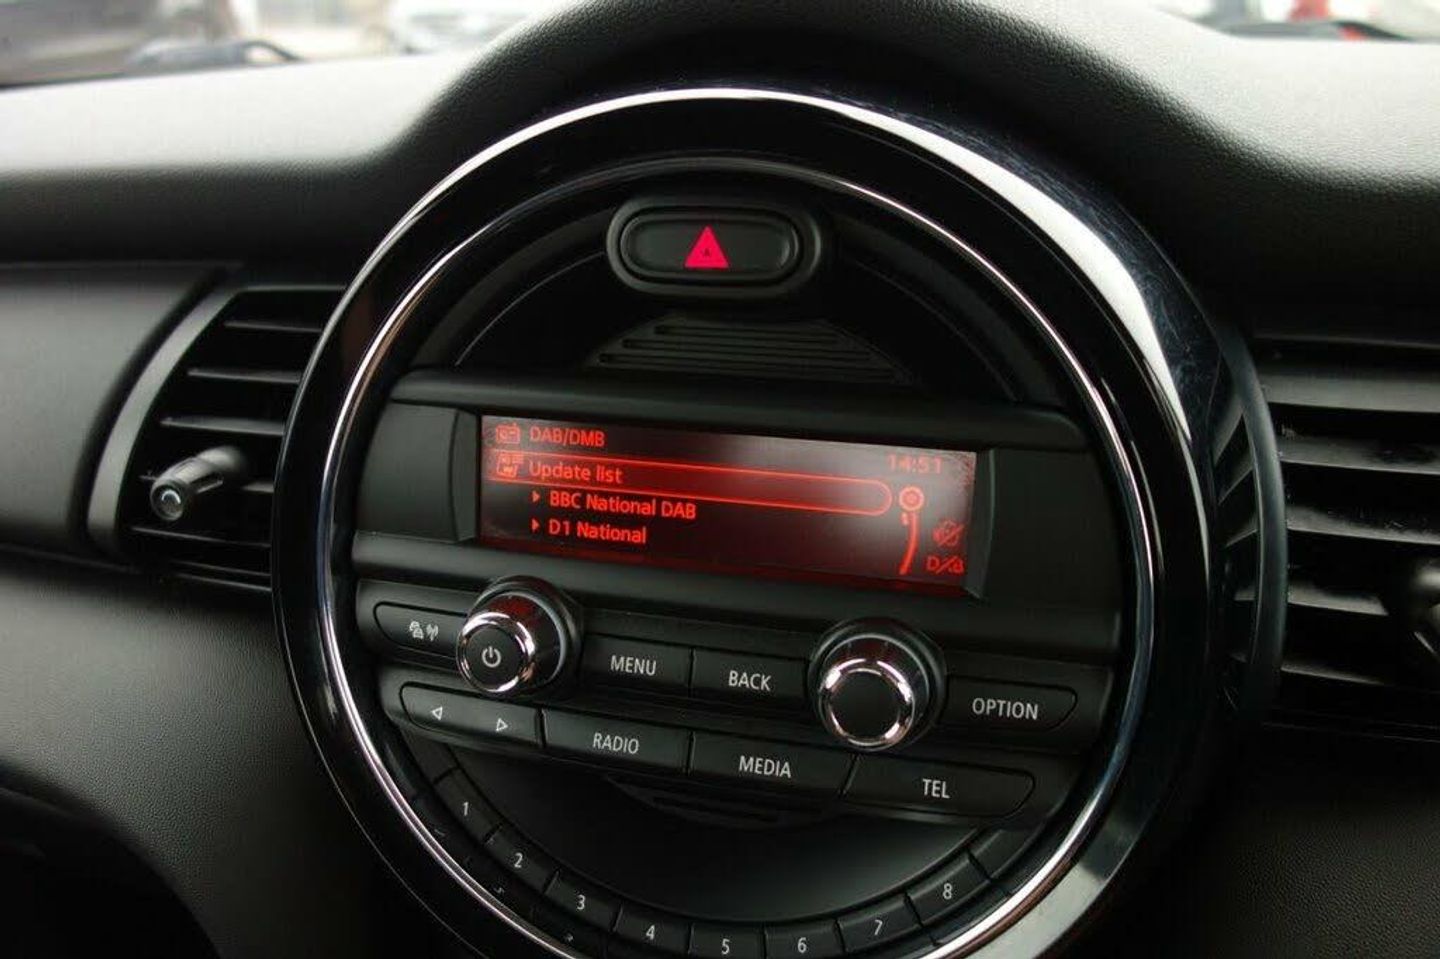 DAB/DMB
14:51
Update list
BBC National DAB
D1 National
DAB
MENU
BACK
OPTION
RADIO
MEDIA
TEL
1
2
3
4
5
6
7
8